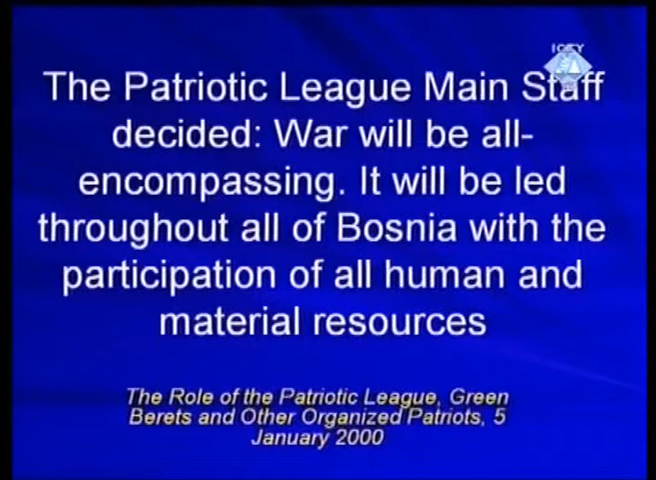 ICTY
The Patriotic League Main Staff
decided: War will be all-
encompassing. It will be led
throughout all of Bosnia with the
participation of all human and
material resources
The Role of the Patriotic League, Green
Berets and Other Organized Patriots, 5
January 2000